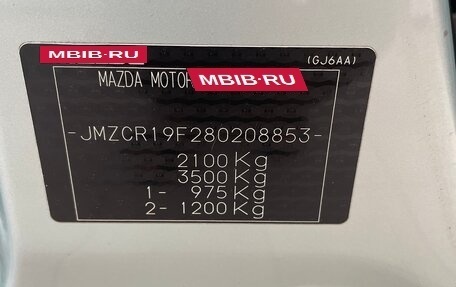 MBIB-RU
(GJ6AA)
MAZDA MOTOR
MBIB-RU
-JMZCR19F280208853-
2100Kg
3500Kg
1- 975Kg
2- 1200Kg